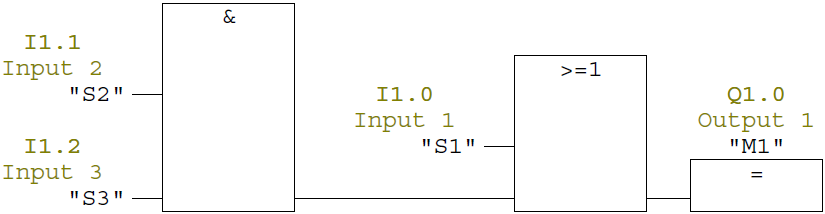 &
I1.1
Input 2
"S2"
I1.2
Input 3
"S3"
I1.0
Input 1
"S1"
>=1
Q1.0
Output 1
"M1"
=